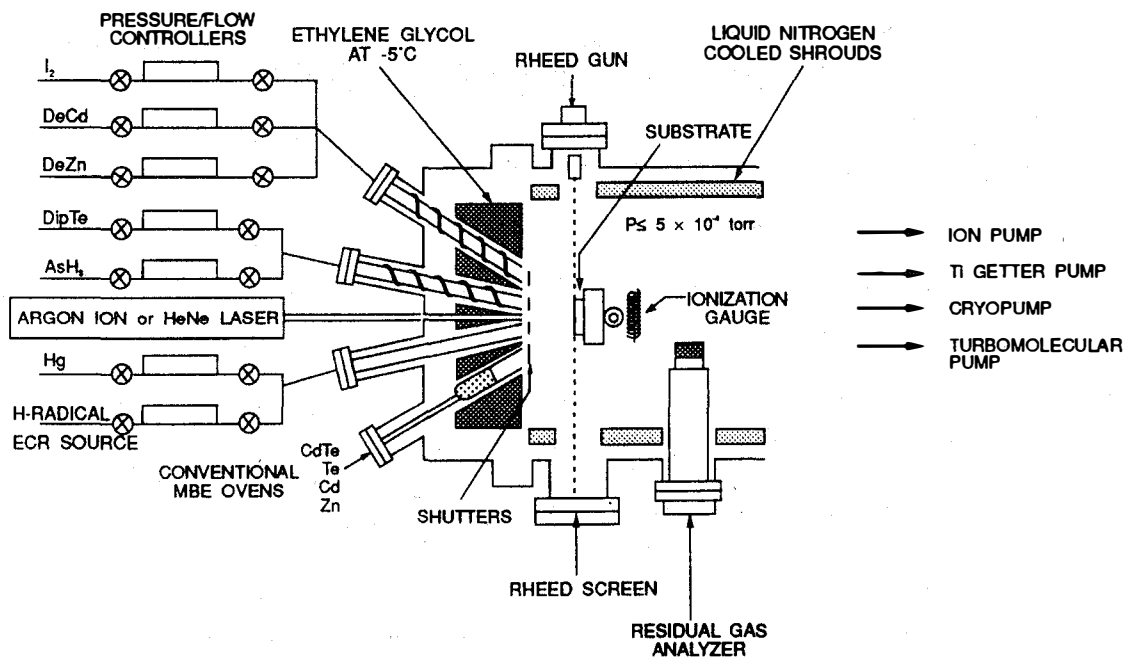 PRESSURE/FLOW
CONTROLLERS
I₂
DeCd
DeZn
DipTe
AsH₃
ARGON ION or HeNe LASER
Hg
H-RADICAL
ECR SOURCE
CONVENTIONAL
MBE OVENS
CdTe
Te
Cd
Zn
ETHYLENE GLYCOL
AT -5°C
RHEED GUN
LIQUID NITROGEN
COOLED SHROUDS
SUBSTRATE
P≤ 5 × 10⁻⁴ torr
IONIZATION
GAUGE
SHUTTERS
RHEED SCREEN
RESIDUAL GAS
ANALYZER
ION PUMP
Ti GETTER PUMP
CRYOPUMP
TURBOMOLECULAR
PUMP